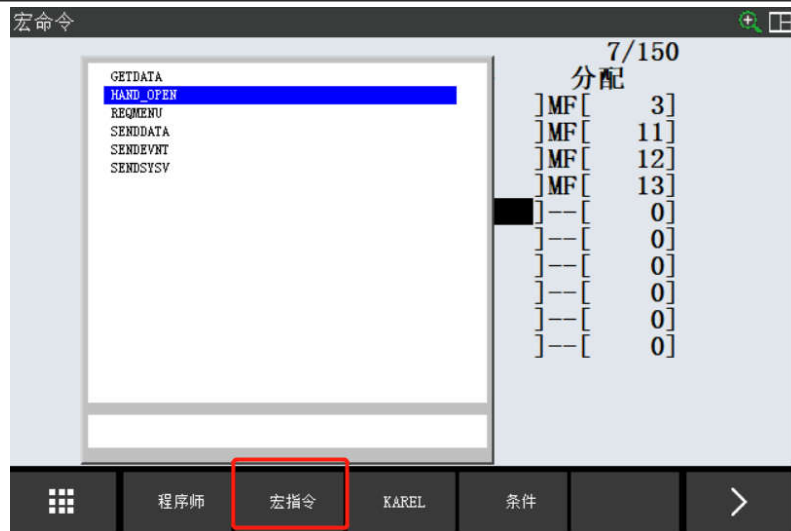 宏命令
7/150
分配
GETDATA
HAND_OPEN
REQMENU
SENDDATA
SENDEVNT
SENDSYSV
]MF[ 3]
]MF[ 11]
]MF[ 12]
]MF[ 13]
]--[ 0]
]--[ 0]
]--[ 0]
]--[ 0]
]--[ 0]
]--[ 0]
程序师 宏指令 KAREL 条件